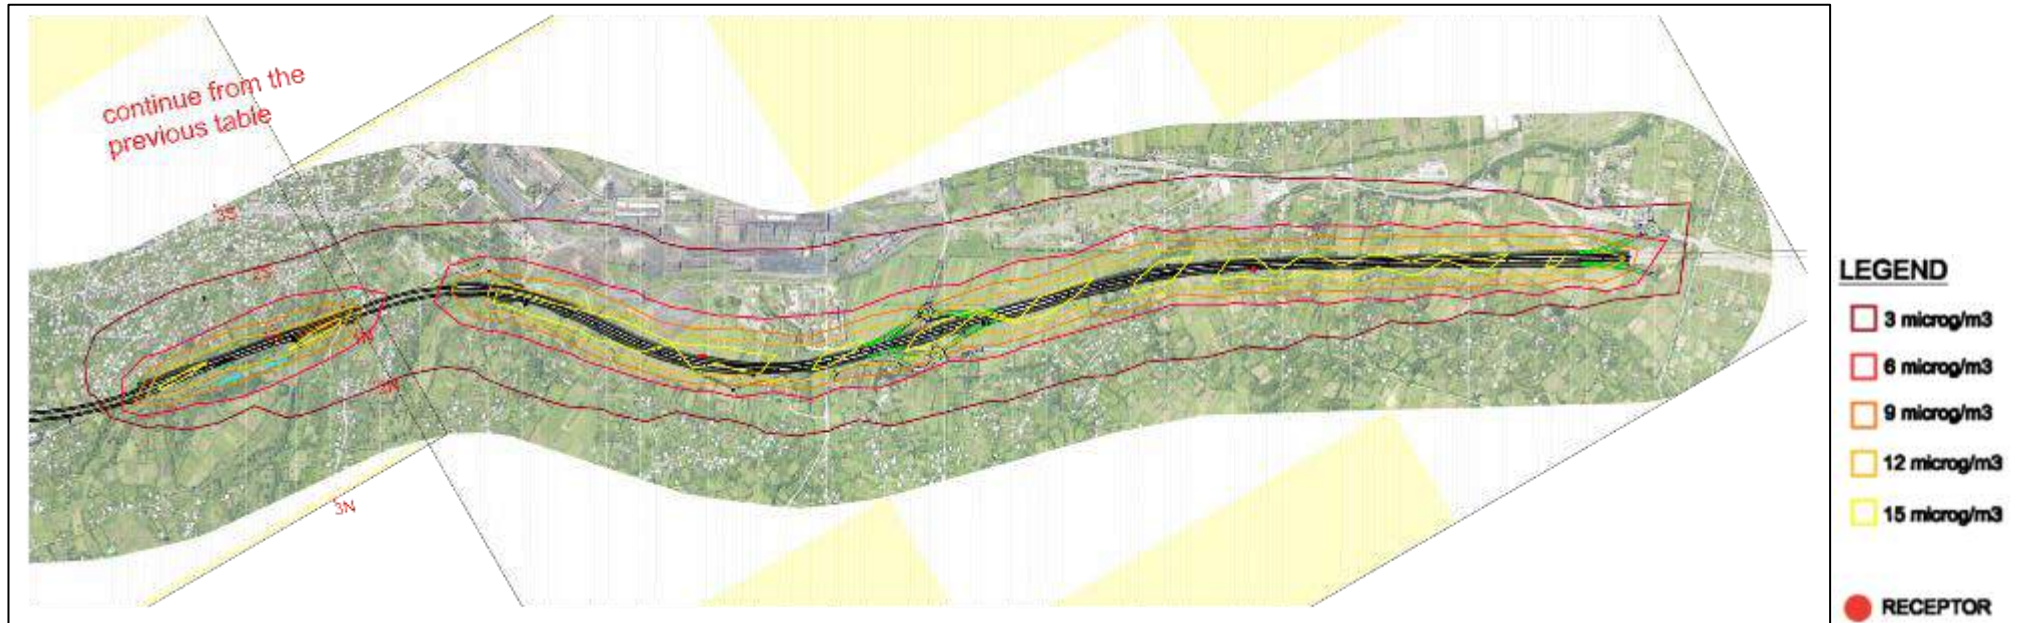 continue from the
previous table
3S
3N
LEGEND
3 microg/m3
6 microg/m3
9 microg/m3
12 microg/m3
15 microg/m3
RECEPTOR